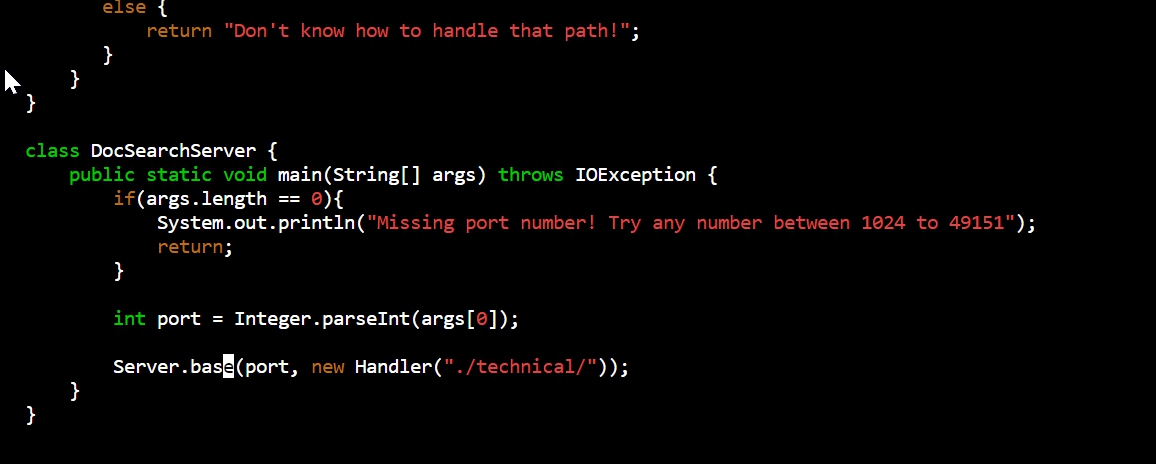 else {
return "Don't know how to handle that path!";
}
}
}
class DocSearchServer {
public static void main(String[] args) throws IOException {
if(args.length == 0){
System.out.println("Missing port number! Try any number between 1024 to 49151");
return;
}
int port = Integer.parseInt(args[0]);
Server.base(port, new Handler("./technical/"));
}
}